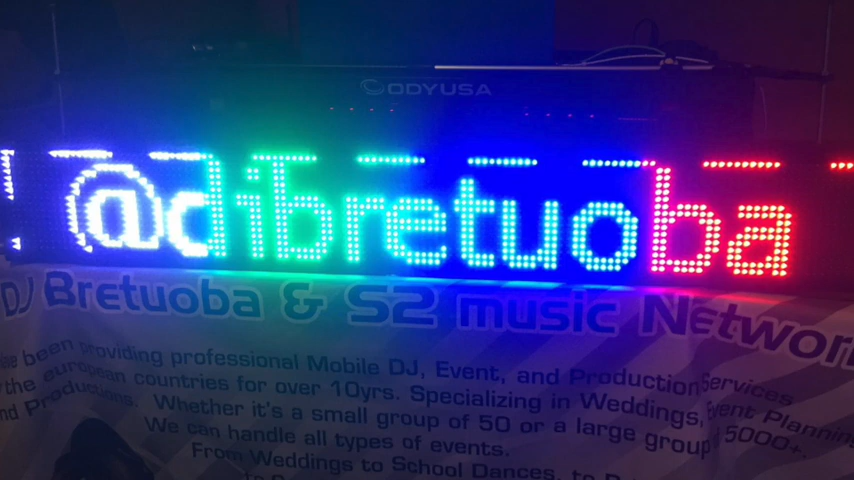 ODYUSA
@djbretuoba
DJ Bretuoba & S2 music Network
been providing professional Mobile DJ, Event, and Production Services
the european countries for over 10yrs. Specializing in Weddings, Event Planning
Productions. Whether it's a small group of 50 or a large group 5000+.
We can handle all types of events.
From Weddings to School Dances, to